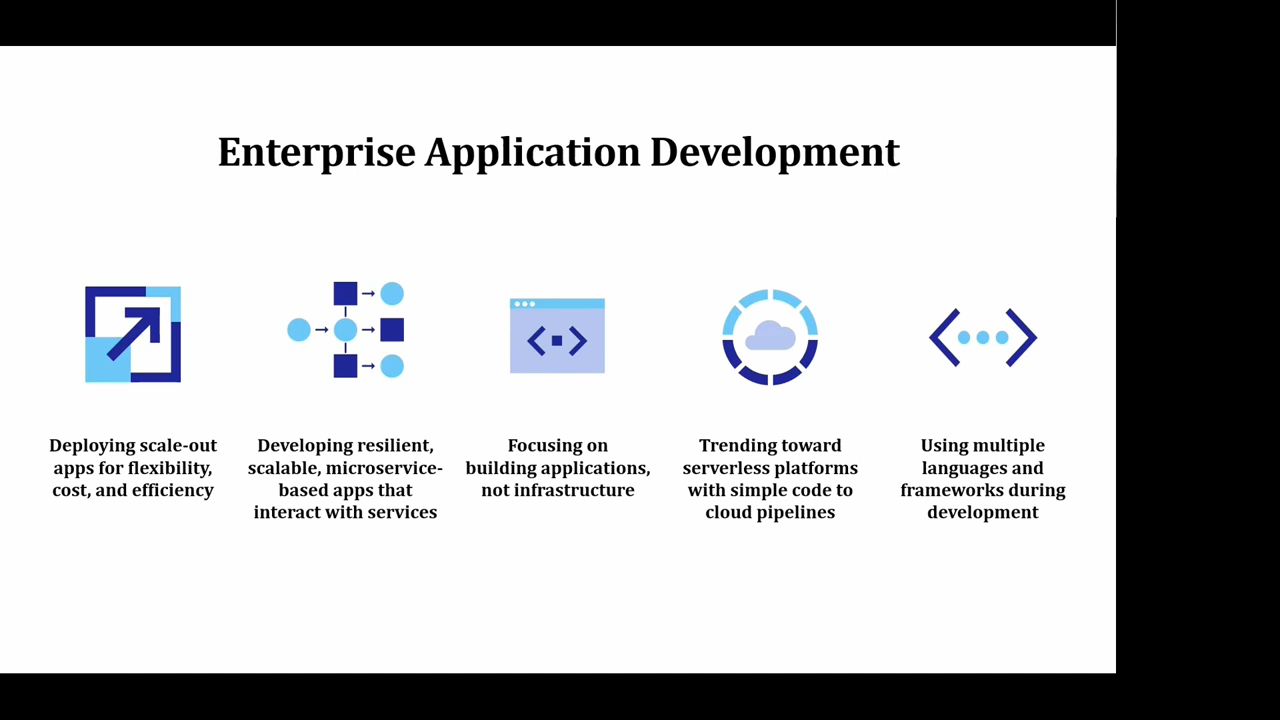 Enterprise Application Development
Deploying scale-out
apps for flexibility,
cost, and efficiency
Developing resilient,
scalable, microservice-
based apps that
interact with services
Focusing on
building applications,
not infrastructure
Trending toward
serverless platforms
with simple code to
cloud pipelines
Using multiple
languages and
frameworks during
development